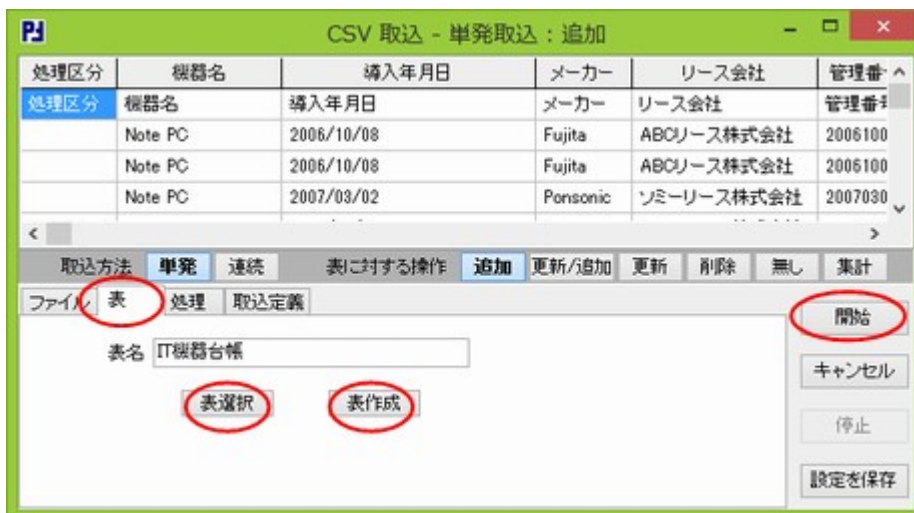 CSV 取込 - 単発取込：追加
処理区分 機器名 導入年月日 メーカー リース会社 管理番
処理区分 機器名 導入年月日 メーカー リース会社 管理番号
Note PC 2006/10/08 Fujita ABCリース株式会社 2006100
Note PC 2006/10/08 Fujita ABCリース株式会社 2006100
Note PC 2007/03/02 Ponsonic ソミーリース株式会社 2007030
取込方法 単発 連続 表に対する操作 追加 更新/追加 更新 削除 無し 集計
ファイル 表 処理 取込定義
開始
表名 IT機器台帳
キャンセル
表選択 表作成
停止
設定を保存